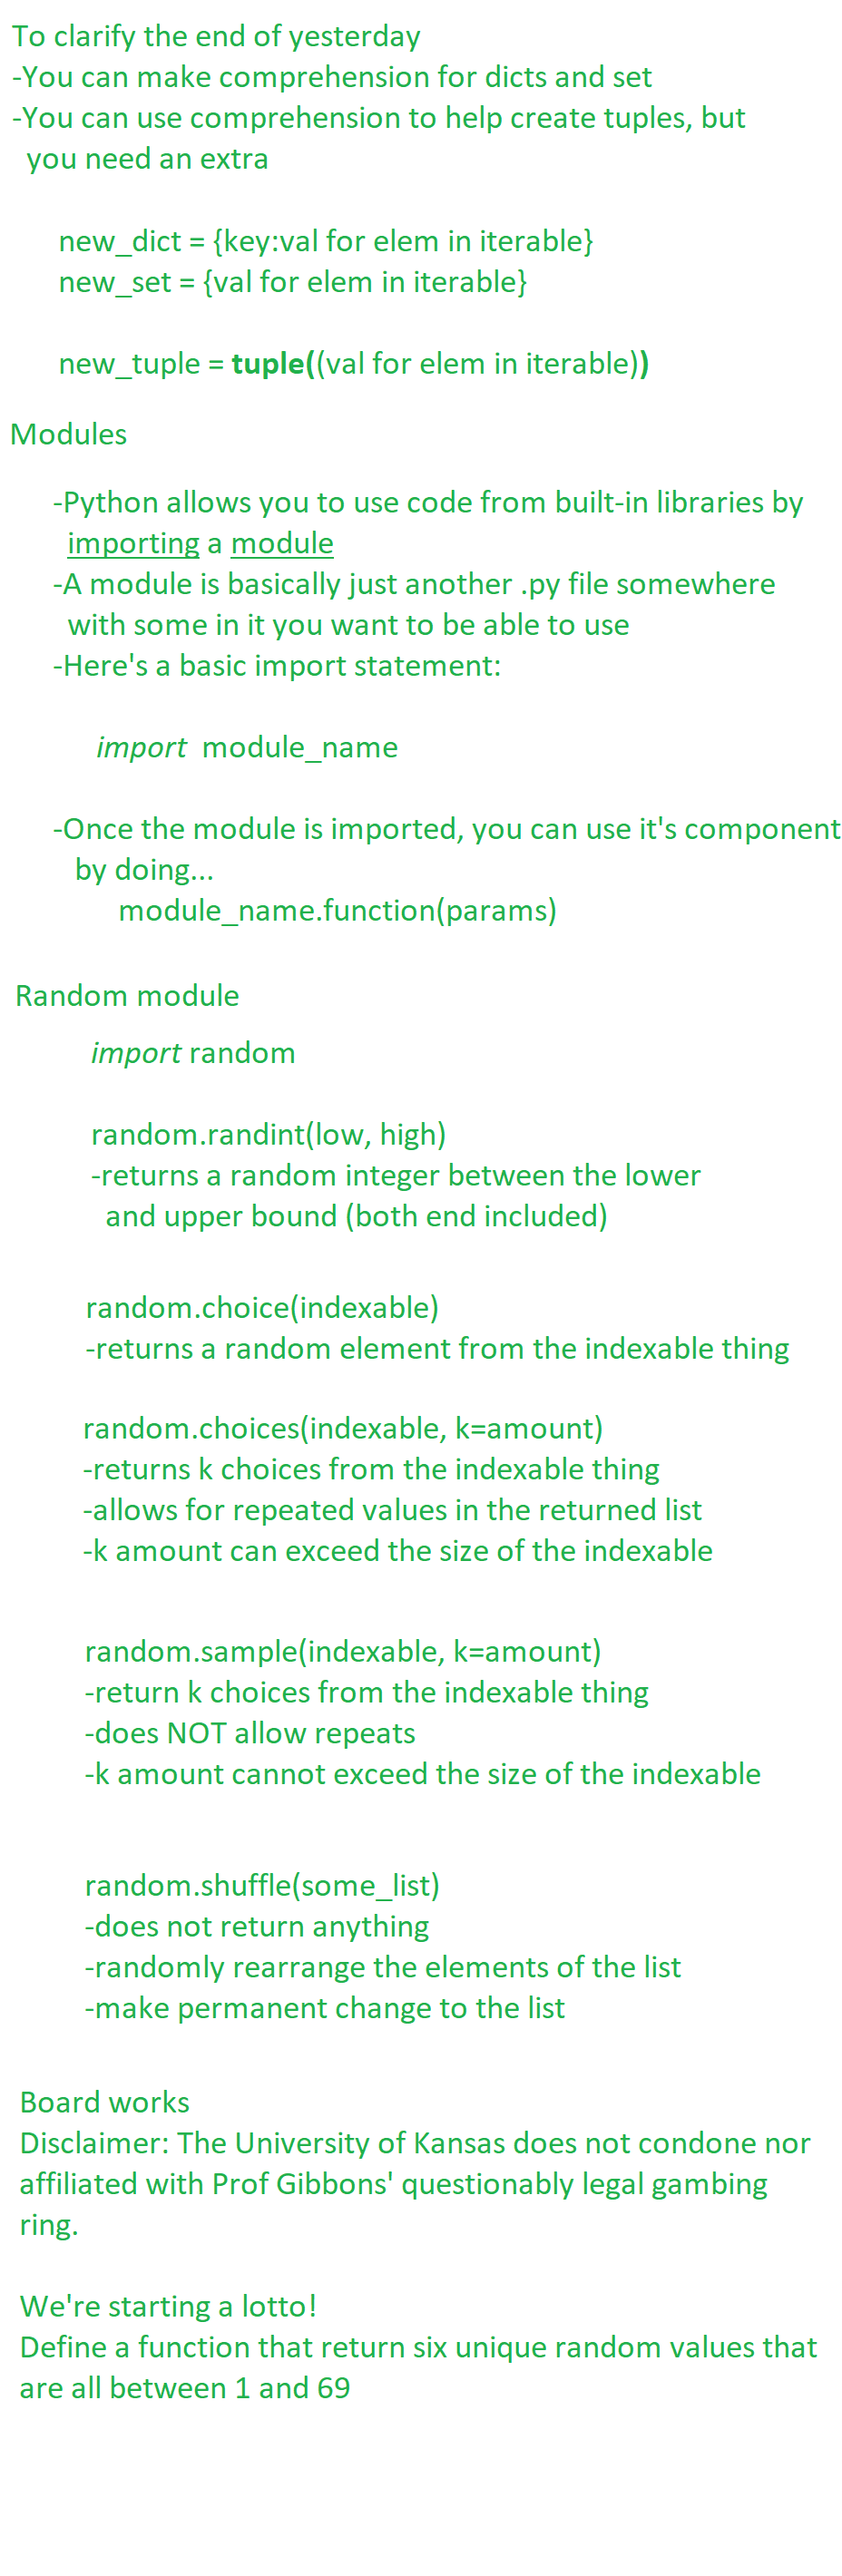 To clarify the end of yesterday
-You can make comprehension for dicts and set
-You can use comprehension to help create tuples, but
you need an extra
new_dict = {key:val for elem in iterable}
new_set = {val for elem in iterable}
new_tuple = tuple((val for elem in iterable))
Modules
-Python allows you to use code from built-in libraries by
importing a module
-A module is basically just another .py file somewhere
with some in it you want to be able to use
-Here's a basic import statement:
import module_name
-Once the module is imported, you can use it's component
by doing...
module_name.function(params)
Random module
import random
random.randint(low, high)
-returns a random integer between the lower
and upper bound (both end included)
random.choice(indexable)
-returns a random element from the indexable thing
random.choices(indexable, k=amount)
-returns k choices from the indexable thing
-allows for repeated values in the returned list
-k amount can exceed the size of the indexable
random.sample(indexable, k=amount)
-return k choices from the indexable thing
-does NOT allow repeats
-k amount cannot exceed the size of the indexable
random.shuffle(some_list)
-does not return anything
-randomly rearrange the elements of the list
-make permanent change to the list
Board works
Disclaimer: The University of Kansas does not condone nor
affiliated with Prof Gibbons' questionably legal gambing
ring.
We're starting a lotto!
Define a function that return six unique random values that
are all between 1 and 69